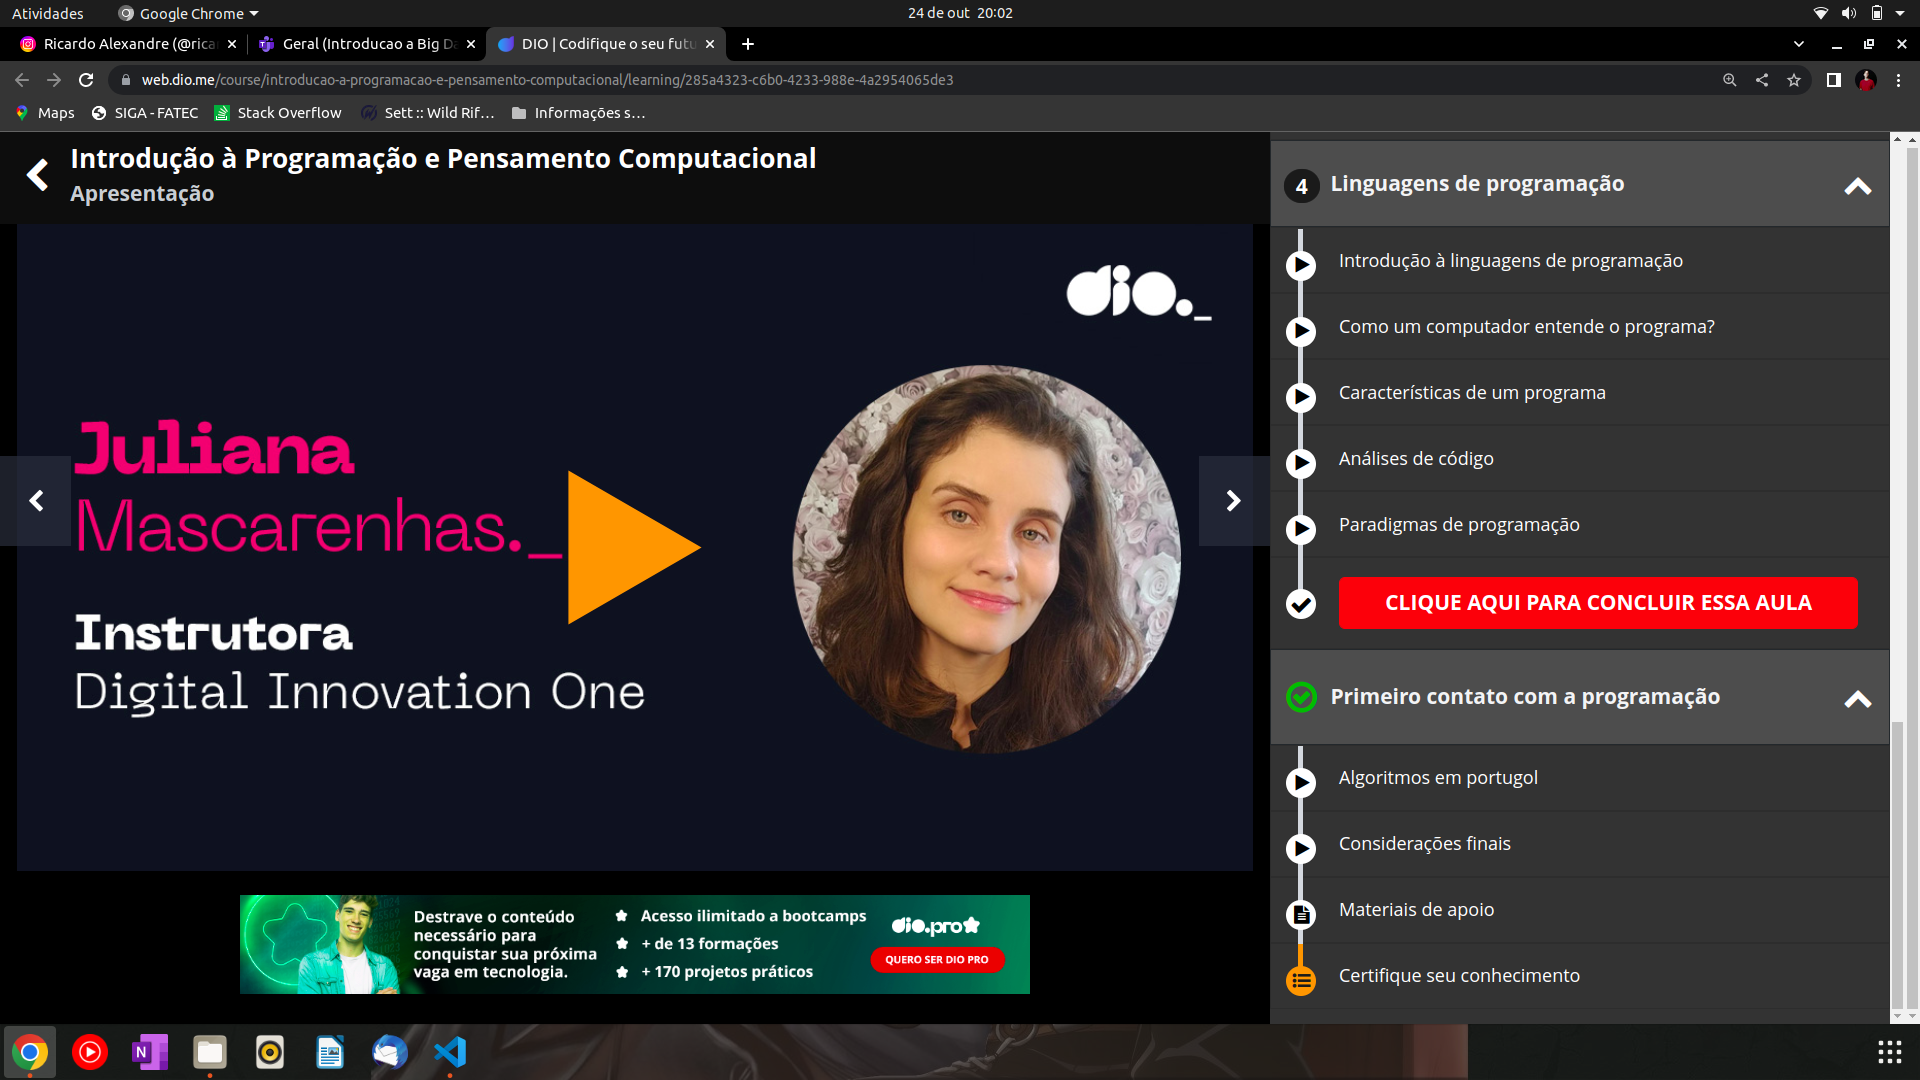 Atividades
Google Chrome
24 de out 20:02
Ricardo Alexandre (@rica
Geral (Introducao a Big Da
DIO | Codifique o seu futu
web.dio.me/course/introducao-a-programacao-e-pensamento-computacional/learning/285a4323-c6b0-4233-988e-4a2954065de3
Maps
SIGA - FATEC
Stack Overflow
Sett :: Wild Rif...
Informações s...
Introdução à Programação e Pensamento Computacional
Apresentação
dio._
Juliana
Mascarenhas._
Instrutora
Digital Innovation One
Destrave o conteúdo
necessário para
conquistar sua próxima
vaga em tecnologia.
Acesso ilimitado a bootcamps
+ de 13 formações
+ 170 projetos práticos
dio.pro
QUERO SER DIO PRO
4 Linguagens de programação
Introdução à linguagens de programação
Como um computador entende o programa?
Características de um programa
Análises de código
Paradigmas de programação
CLIQUE AQUI PARA CONCLUIR ESSA AULA
Primeiro contato com a programação
Algoritmos em portugol
Considerações finais
Materiais de apoio
Certifique seu conhecimento
N